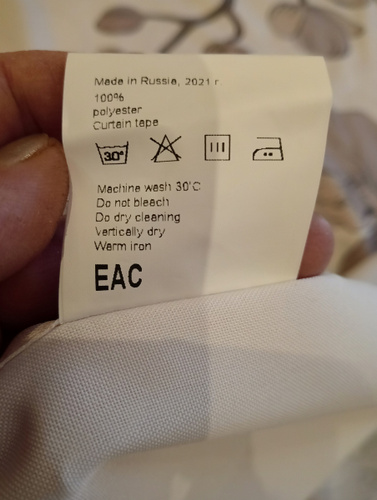 Made in Russia, 2021 г.
100%
polyester
Curtain tape
30°
Machine wash 30°C
Do not bleach
Do dry cleaning
Vertically dry
Warm iron
EAC